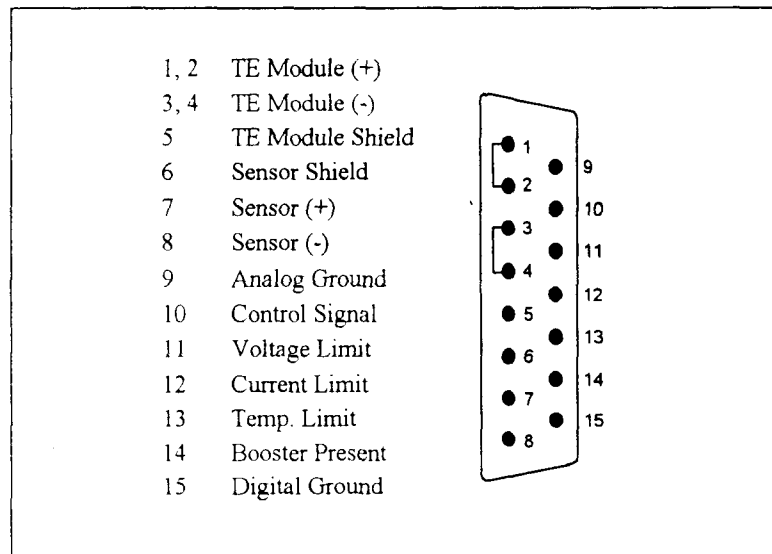 1, 2 TE Module (+)
3, 4 TE Module (-)
5 TE Module Shield
6 Sensor Shield
7 Sensor (+)
8 Sensor (-)
9 Analog Ground
10 Control Signal
11 Voltage Limit
12 Current Limit
13 Temp. Limit
14 Booster Present
15 Digital Ground
1
2
3
4
5
6
7
8
9
10
11
12
13
14
15